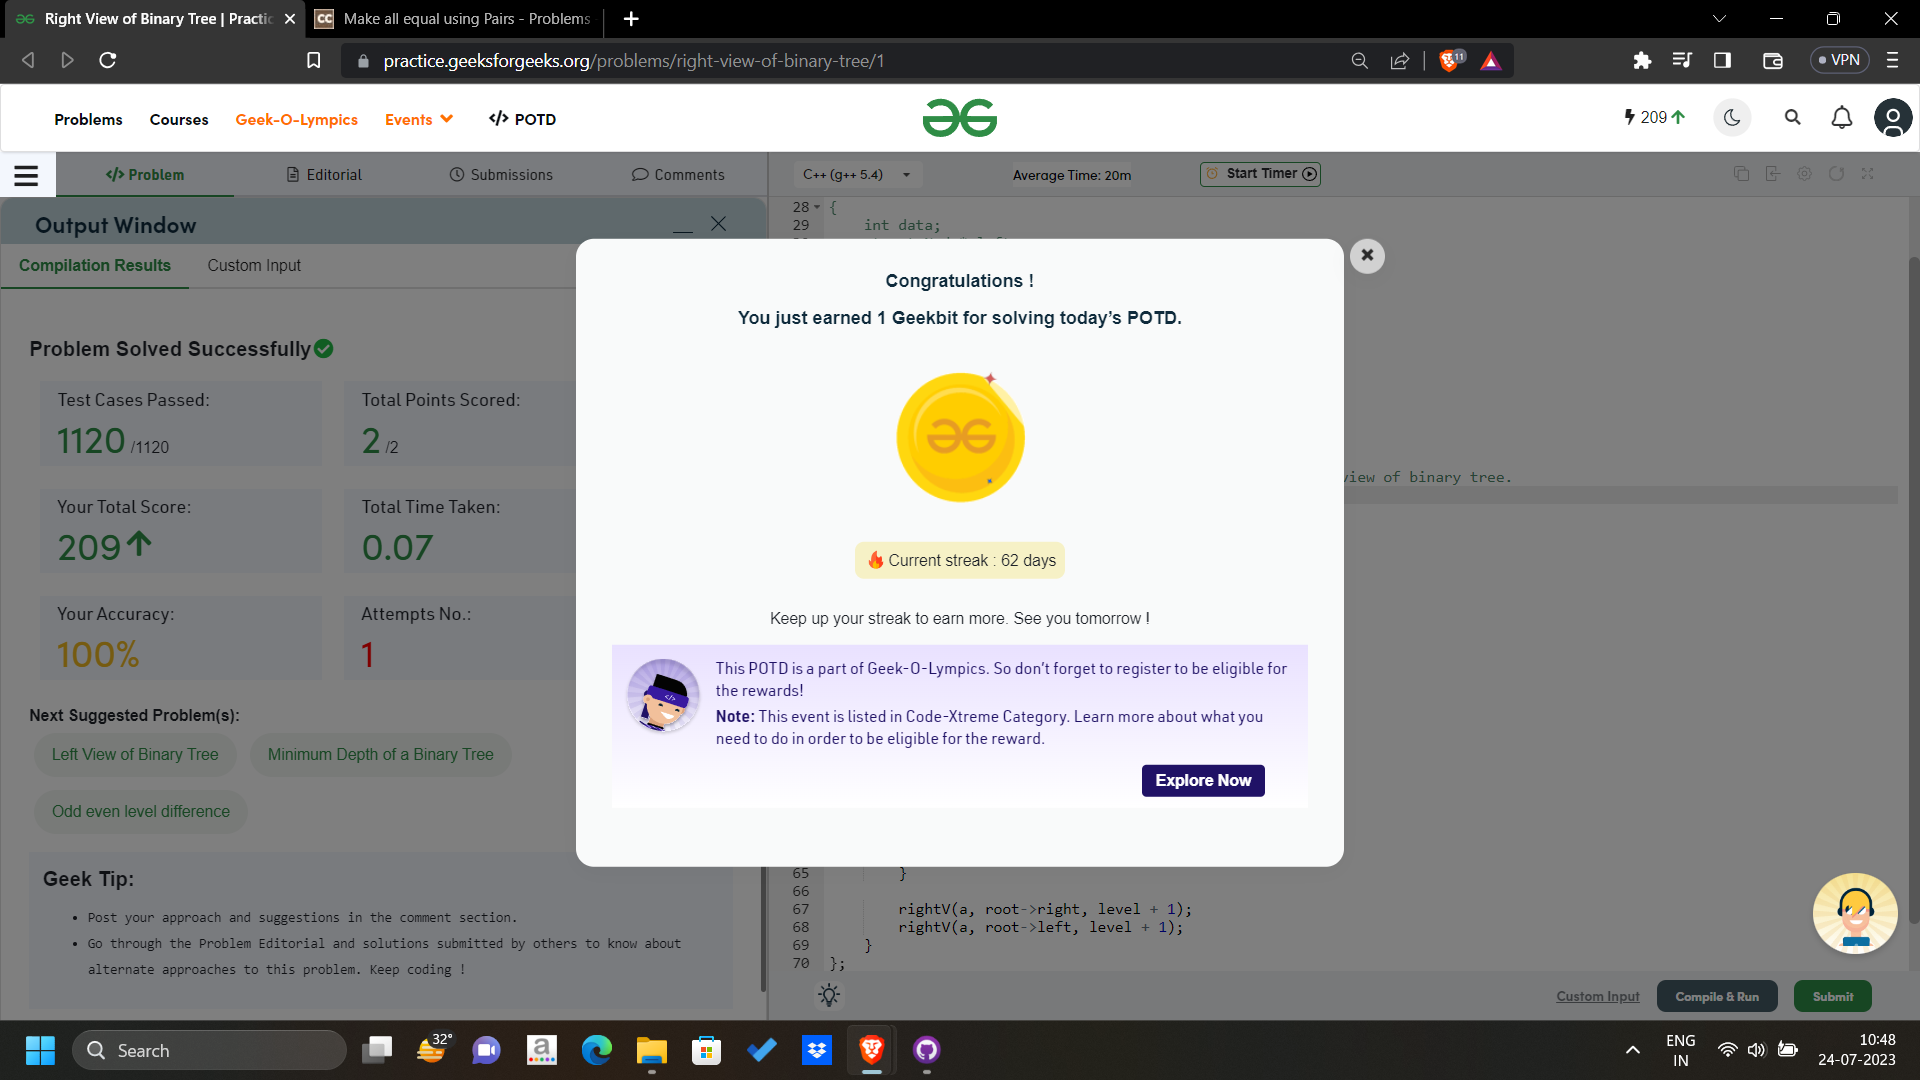 Right View of Binary Tree | Practic
CC Make all equal using Pairs - Problems
practice.geeksforgeeks.org/problems/right-view-of-binary-tree/1
11
VPN
Problems Courses Geek-O-Lympics Events </> POTD
209
</> Problem Editorial Submissions Comments
C++ (g++ 5.4) Average Time: 20m Start Timer
Output Window
Compilation Results Custom Input
Problem Solved Successfully
Test Cases Passed:
1120 /1120
Total Points Scored:
2 /2
Your Total Score:
209
Total Time Taken:
0.07
Your Accuracy:
100%
Attempts No.:
1
Next Suggested Problem(s):
Left View of Binary Tree Minimum Depth of a Binary Tree
Odd even level difference
Geek Tip:
• Post your approach and suggestions in the comment section.
• Go through the Problem Editorial and solutions submitted by others to know about
alternate approaches to this problem. Keep coding !
28 {
29 int data;
Congratulations !
You just earned 1 Geekbit for solving today’s POTD.
Current streak : 62 days
Keep up your streak to earn more. See you tomorrow !
This POTD is a part of Geek-O-Lympics. So don't forget to register to be eligible for
the rewards!
Note: This event is listed in Code-Xtreme Category. Learn more about what you
need to do in order to be eligible for the reward.
Explore Now
view of binary tree.
65 }
66
67 rightV(a, root->right, level + 1);
68 rightV(a, root->left, level + 1);
69 }
70 };
Custom Input Compile & Run Submit
Search
32°
a
ENG
IN
10:48
24-07-2023